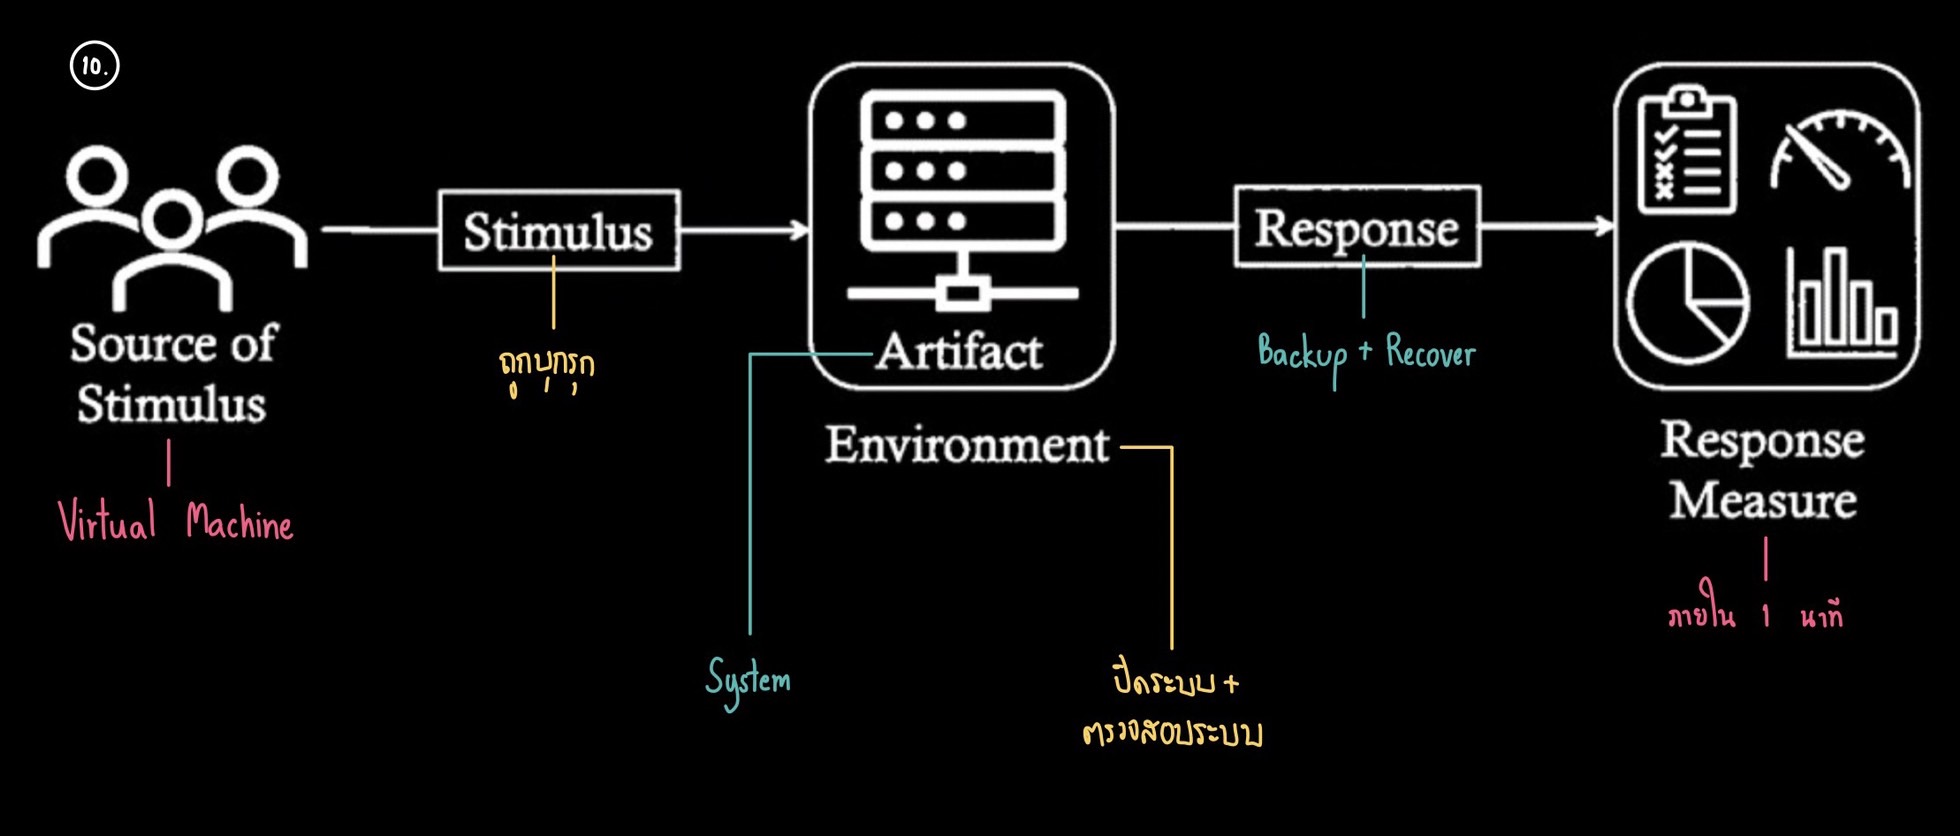 10.
Stimulus
Response
Source of
Stimulus
ถูกบุกรุก
Artifact
Backup + Recover
Environment
Response
Measure
Virtual Machine
ภายใน 1 นาที
System
ปิดระบบ +
ตรวจสอบระบบ